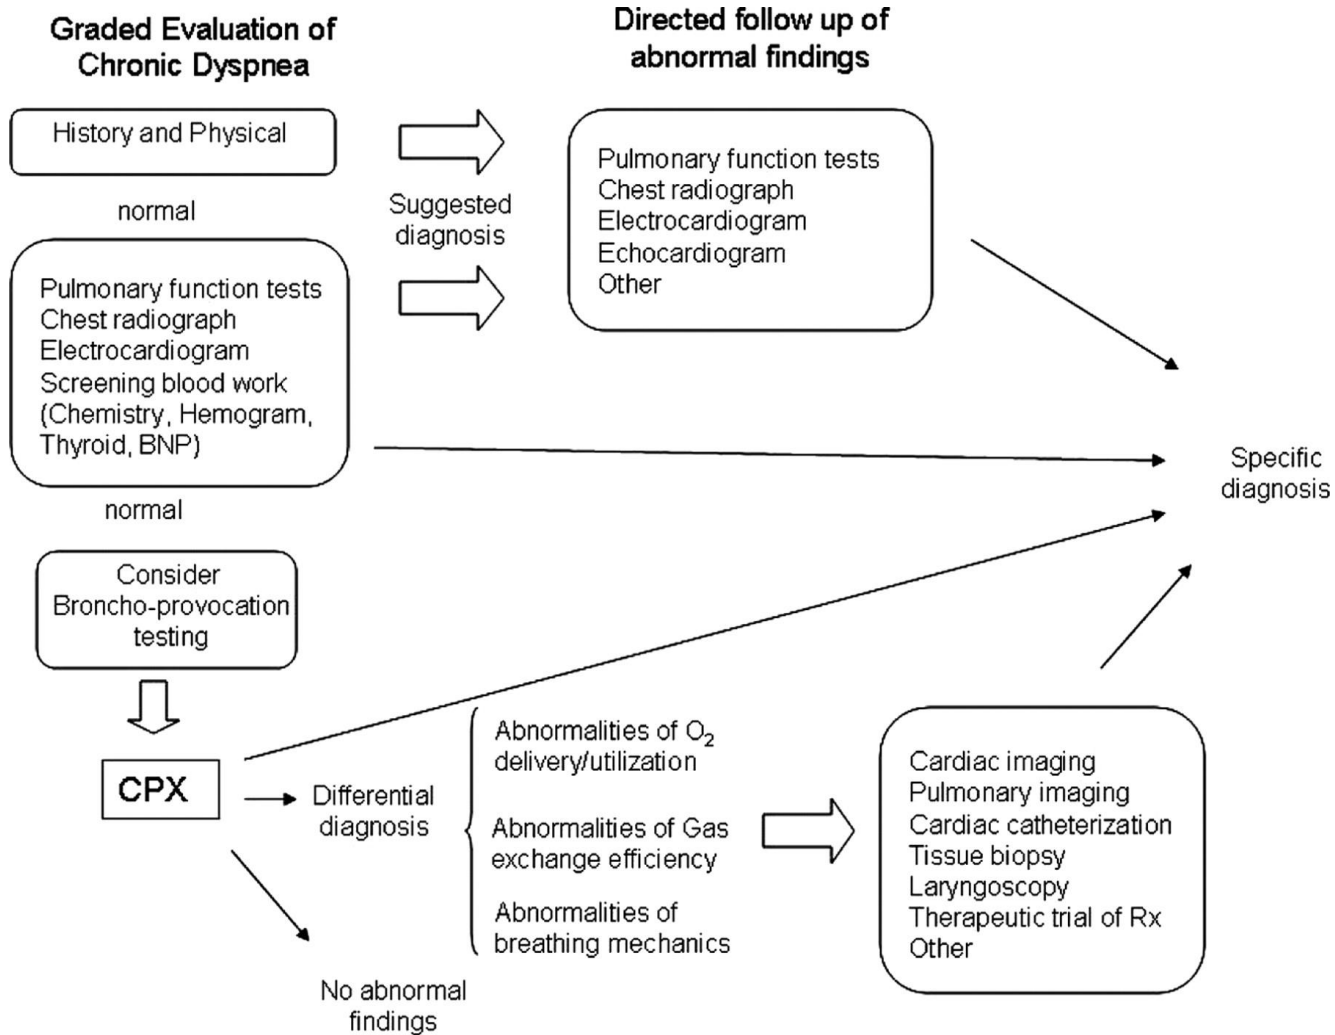 Graded Evaluation of
Chronic Dyspnea
Directed follow up of
abnormal findings
History and Physical
normal
Suggested
diagnosis
Pulmonary function tests
Chest radiograph
Electrocardiogram
Echocardiogram
Other
Pulmonary function tests
Chest radiograph
Electrocardiogram
Screening blood work
(Chemistry, Hemogram,
Thyroid, BNP)
normal
Specific
diagnosis
Consider
Broncho-provocation
testing
CPX
Differential
diagnosis
Abnormalities of O₂
delivery/utilization
Abnormalities of Gas
exchange efficiency
Abnormalities of
breathing mechanics
Cardiac imaging
Pulmonary imaging
Cardiac catheterization
Tissue biopsy
Laryngoscopy
Therapeutic trial of Rx
Other
No abnormal
findings